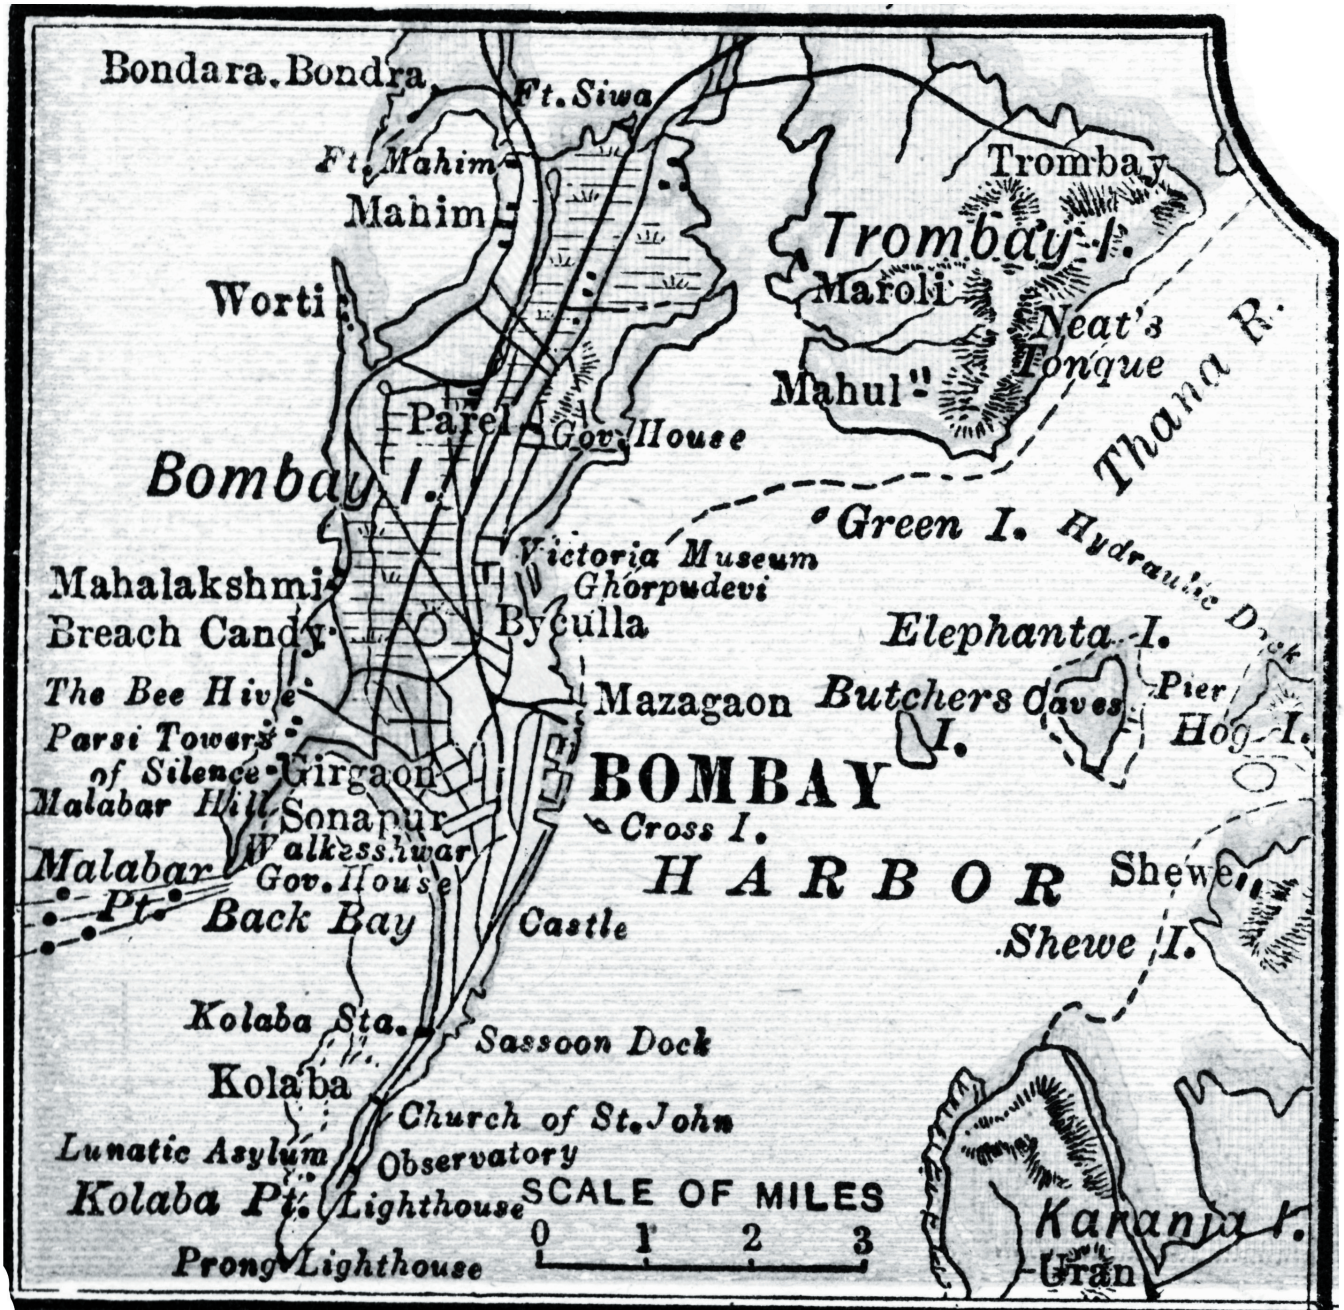 Bondara. Bondra
Ft. Siwa
Ft. Mahim
Trombay
Mahim
Trombay I.
Worti
Maroli
Neat's
Tonque
Thana R.
Mahul
Parel
Gov. House
Bombay I.
Green I.
Hydraulic Dock
Victoria Museum
Ghorpudevi
Mahalakshmi
Breach Candy
Byculla
Elephanta I.
The Bee Hive
Mazagaon
Butchers
I.
Caves
Pier
Hog I.
Parsi Towers
of Silence
Girgaon
BOMBAY
Malabar Hill
Sonapur
Cross I.
Walkesshwar
HARBOR
Malabar
Pt.
Gov. House
Shewe
Back Bay
Castle
Shewe I.
Kolaba Sta.
Sassoon Dock
Kolaba
Church of St. John
Lunatic Asylum
Observatory
Kolaba Pt.
Lighthouse
SCALE OF MILES
0 1 2 3
Karanja I.
Prong Lighthouse
Uran